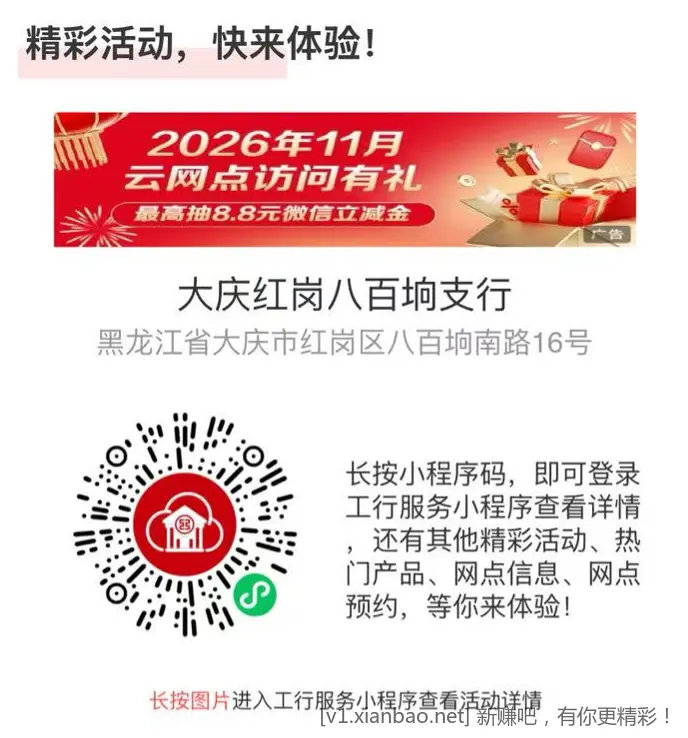 精彩活动，快来体验！
2026年11月
云网点访问有礼
最高抽8.8元微信立减金
广告
大庆红岗八百垧支行
黑龙江省大庆市红岗区八百垧南路16号
长按小程序码，即可登录
工行服务小程序查看详情
，还有其他精彩活动、热
门产品、网点信息、网点
预约，等你来体验！
长按图片进入工行服务小程序查看活动详情
[v1.xianbao.net] 新赚吧，有你更精彩！